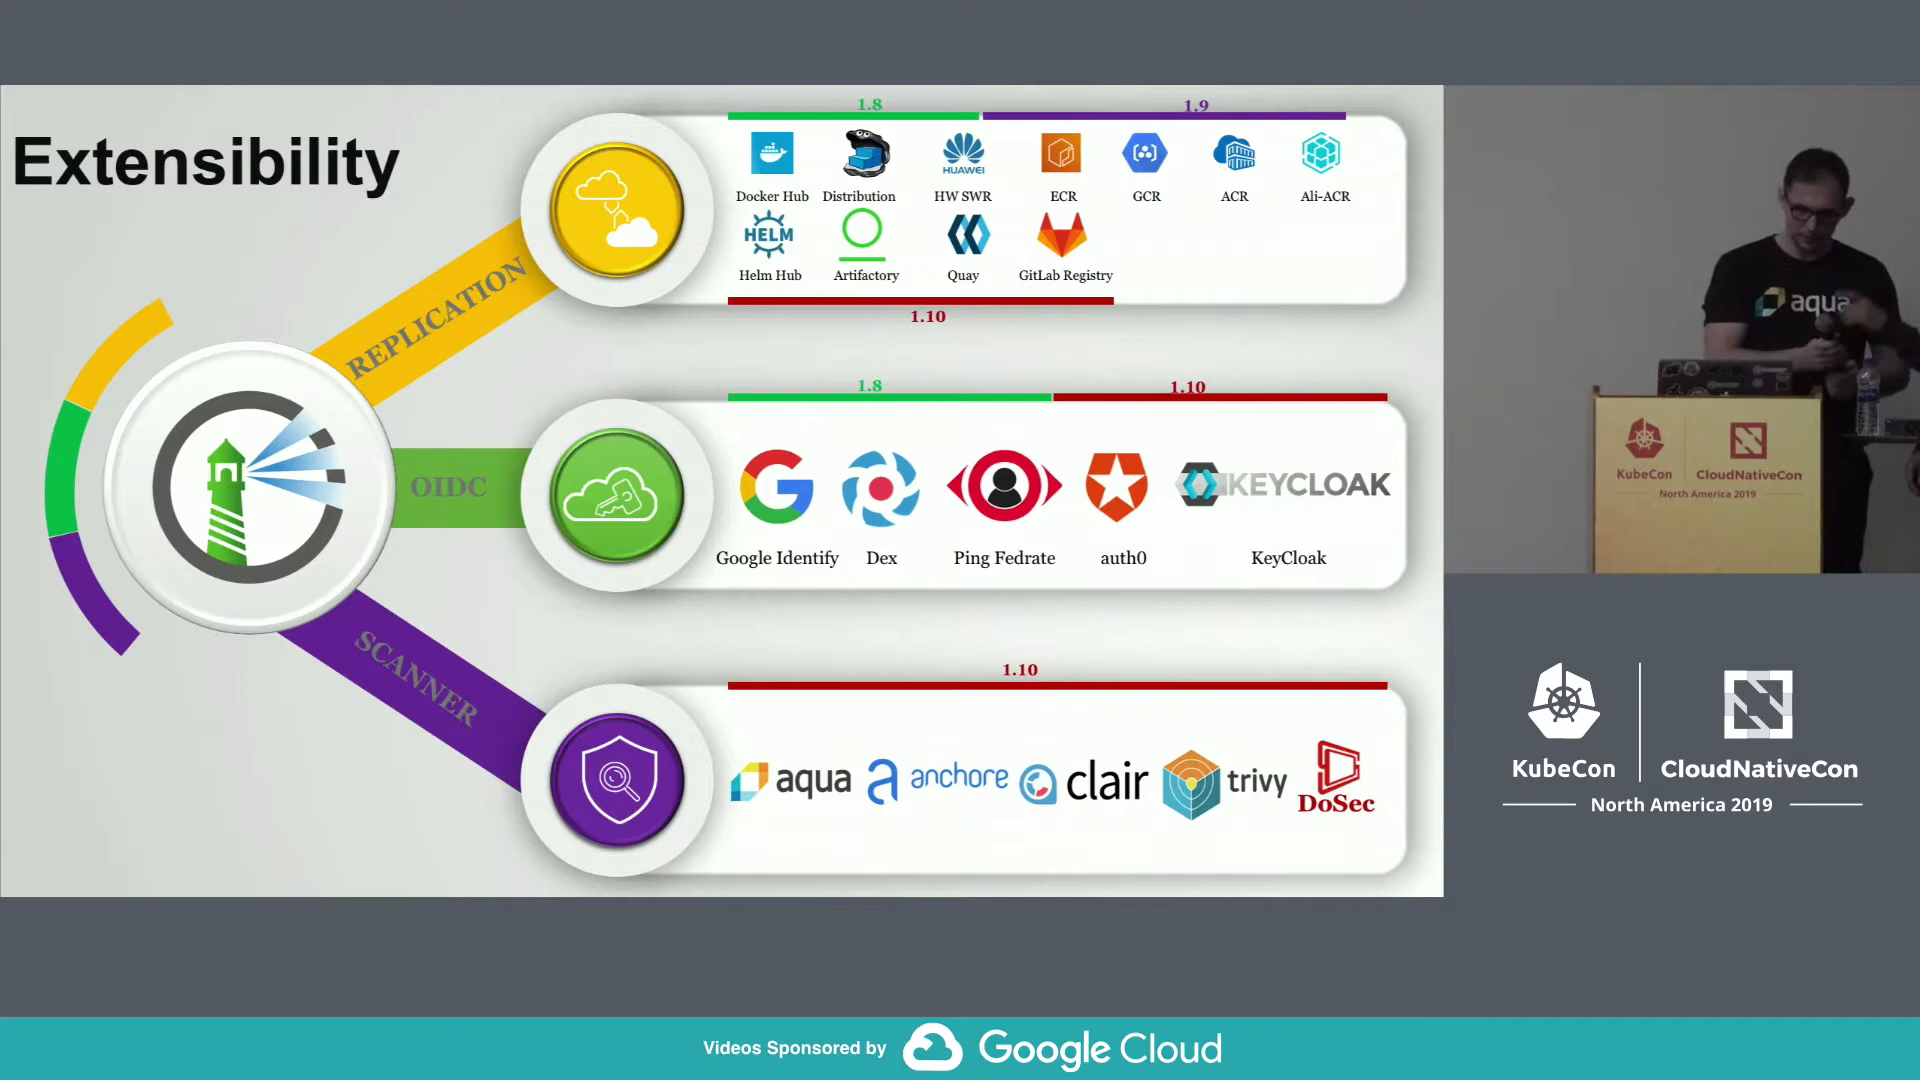 Extensibility
REPLICATION
OIDC
SCANNER
1.8
1.9
HUAWEI
Docker Hub
Distribution
HW SWR
ECR
GCR
ACR
Ali-ACR
HELM
Helm Hub
Artifactory
Quay
GitLab Registry
1.10
1.8
1.10
KEYCLOAK
Google Identify
Dex
Ping Fedrate
auth0
KeyCloak
1.10
aqua
anchore
clair
trivy
DoSec
aqua
KubeCon
CloudNativeCon
North America 2019
KubeCon
CloudNativeCon
North America 2019
Videos Sponsored by
Google Cloud